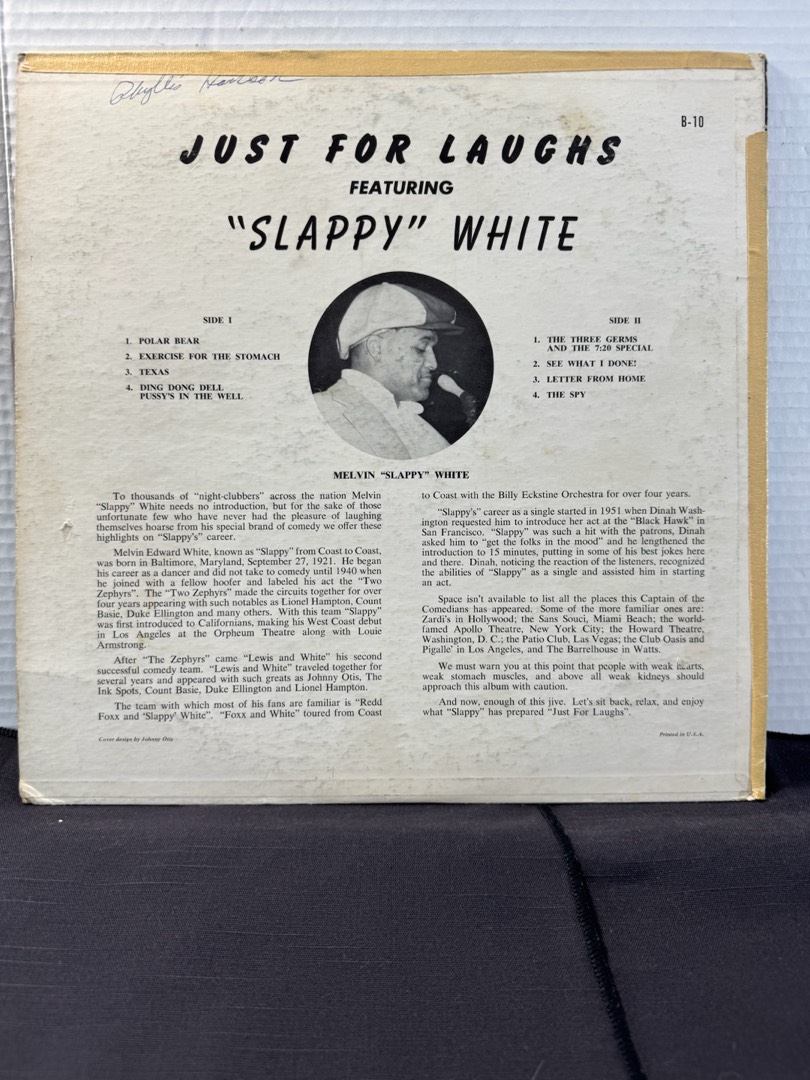 Phyllis
B-10
JUST FOR LAUGHS
FEATURING
"SLAPPY" WHITE
SIDE I
1. POLAR BEAR
2. EXERCISE FOR THE STOMACH
3. TEXAS
4. DING DONG DELL
PUSSY'S IN THE WELL
SIDE II
1. THE THREE GERMS
AND THE 7:20 SPECIAL
2. SEE WHAT I DONE!
3. LETTER FROM HOME
4. THE SPY
MELVIN "SLAPPY" WHITE
To thousands of "night-clubbers" across the nation Melvin
"Slappy" White needs no introduction, but for the sake of those
unfortunate few who have never had the pleasure of laughing
themselves hoarse from his special brand of comedy we offer these
highlights on "Slappy's" career.
Melvin Edward White, known as "Slappy" from Coast to Coast,
was born in Baltimore, Maryland, September 27, 1921. He began
his career as a dancer and did not take to comedy until 1940 when
he joined with a fellow hoofer and labeled his act the "Two
Zephyrs". The "Two Zephyrs" made the circuits together for over
four years appearing with such notables as Lionel Hampton, Count
Basie, Duke Ellington and many others. With this team "Slappy"
was first introduced to Californians, making his West Coast debut
in Los Angeles at the Orpheum Theatre along with Louie
Armstrong.
After "The Zephyrs" came "Lewis and White" his second
successful comedy team. "Lewis and White" traveled together for
several years and appeared with such greats as Johnny Otis, The
Ink Spots, Count Basie, Duke Ellington and Lionel Hampton.
The team with which most of his fans are familiar is "Redd
Foxx and 'Slappy' White". "Foxx and White" toured from Coast
to Coast with the Billy Eckstine Orchestra for over four years.
"Slappy's" career as a single started in 1951 when Dinah Wash-
ington requested him to introduce her act at the "Black Hawk" in
San Francisco. "Slappy" was such a hit with the patrons, Dinah
asked him to "get the folks in the mood" and he lengthened the
introduction to 15 minutes, putting in some of his best jokes here
and there. Dinah, noticing the reaction of the listeners, recognized
the abilities of "Slappy" as a single and assisted him in starting
an act.
Space isn't available to list all the places this Captain of the
Comedians has appeared. Some of the more familiar ones are:
Zardi's in Hollywood; the Sans Souci, Miami Beach; the world-
famed Apollo Theatre, New York City; the Howard Theatre,
Washington, D. C.; the Patio Club, Las Vegas; the Club Oasis and
Pigalle' in Los Angeles, and The Barrelhouse in Watts.
We must warn you at this point that people with weak hearts,
weak stomach muscles, and above all weak kidneys should
approach this album with caution.
And now, enough of this jive. Let's sit back, relax, and enjoy
what "Slappy" has prepared "Just For Laughs".
Cover design by Johnny Otis
Printed in U.S.A.